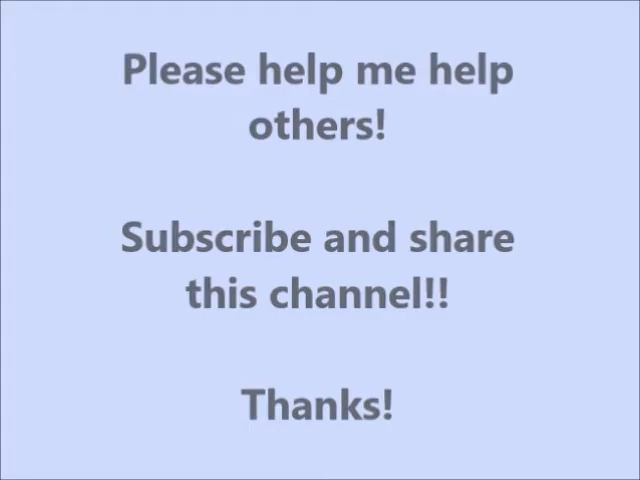 Please help me help
others!
Subscribe and share
this channel!!
Thanks!